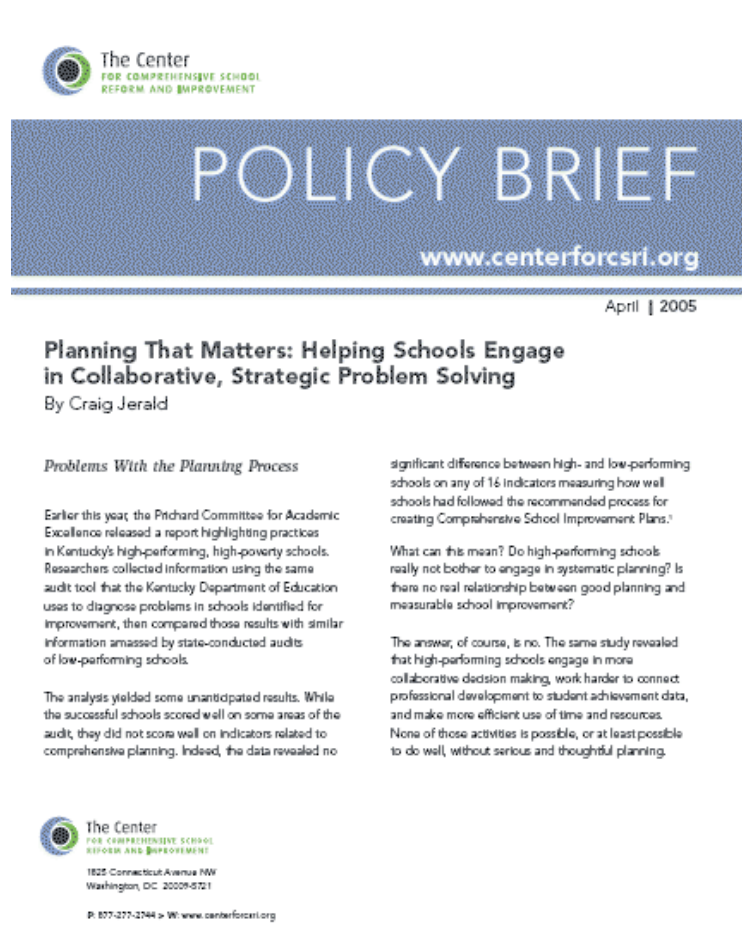 The Center
FOR COMPREHENSIVE SCHOOL
REFORM AND IMPROVEMENT
POLICY BRIEF
www.centerforcsri.org
April | 2005
Planning That Matters: Helping Schools Engage
in Collaborative, Strategic Problem Solving
By Craig Jerald
Problems With the Planning Process
Earlier this year, the Prichard Committee for Academic
Excellence released a report highlighting practices
in Kentucky's high-performing, high-poverty schools.
Researchers collected information using the same
audit tool that the Kentucky Department of Education
uses to diagnose problems in schools identified for
improvement, then compared those results with similar
information amassed by state-conducted audits
of low-performing schools.
The analysis yielded some unanticipated results. While
the successful schools scored well on some areas of the
audit, they did not score well on indicators related to
comprehensive planning. Indeed, the data revealed no
significant difference between high- and low-performing
schools on any of 16 indicators measuring how well
schools had followed the recommended process for
creating Comprehensive School Improvement Plans.¹
What can this mean? Do high-performing schools
really not bother to engage in systematic planning? Is
there no real relationship between good planning and
measurable school improvement?
The answer, of course, is no. The same study revealed
that high-performing schools engage in more
collaborative decision making, work harder to connect
professional development to student achievement data,
and make more efficient use of time and resources.
None of those activities is possible, or at least possible
to do well, without serious and thoughtful planning.
The Center
FOR COMPREHENSIVE SCHOOL
REFORM AND IMPROVEMENT
1825 Connecticut Avenue NW
Washington, DC 20009-5721
P: 877-277-2744 > W: www.centerforcsri.org